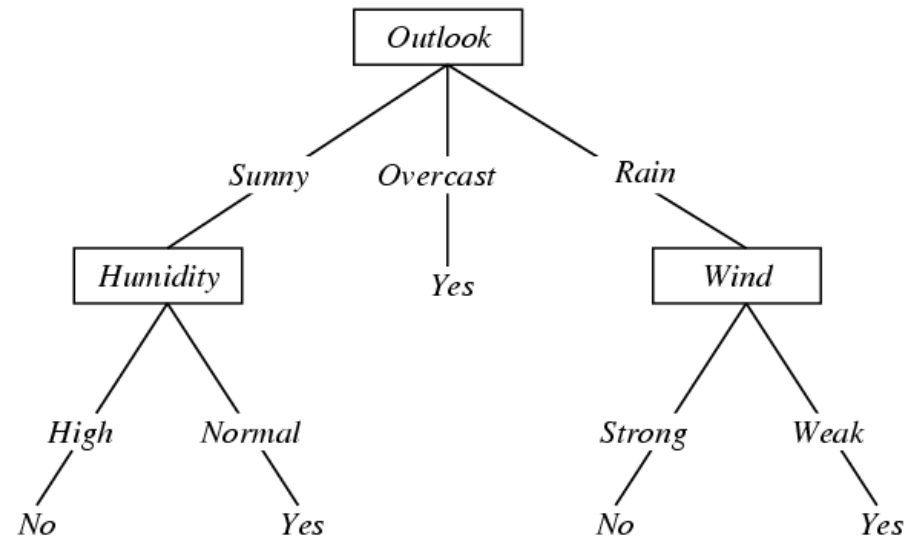 Outlook
Sunny Overcast Rain
Humidity Yes Wind
High Normal Strong Weak
No Yes No Yes